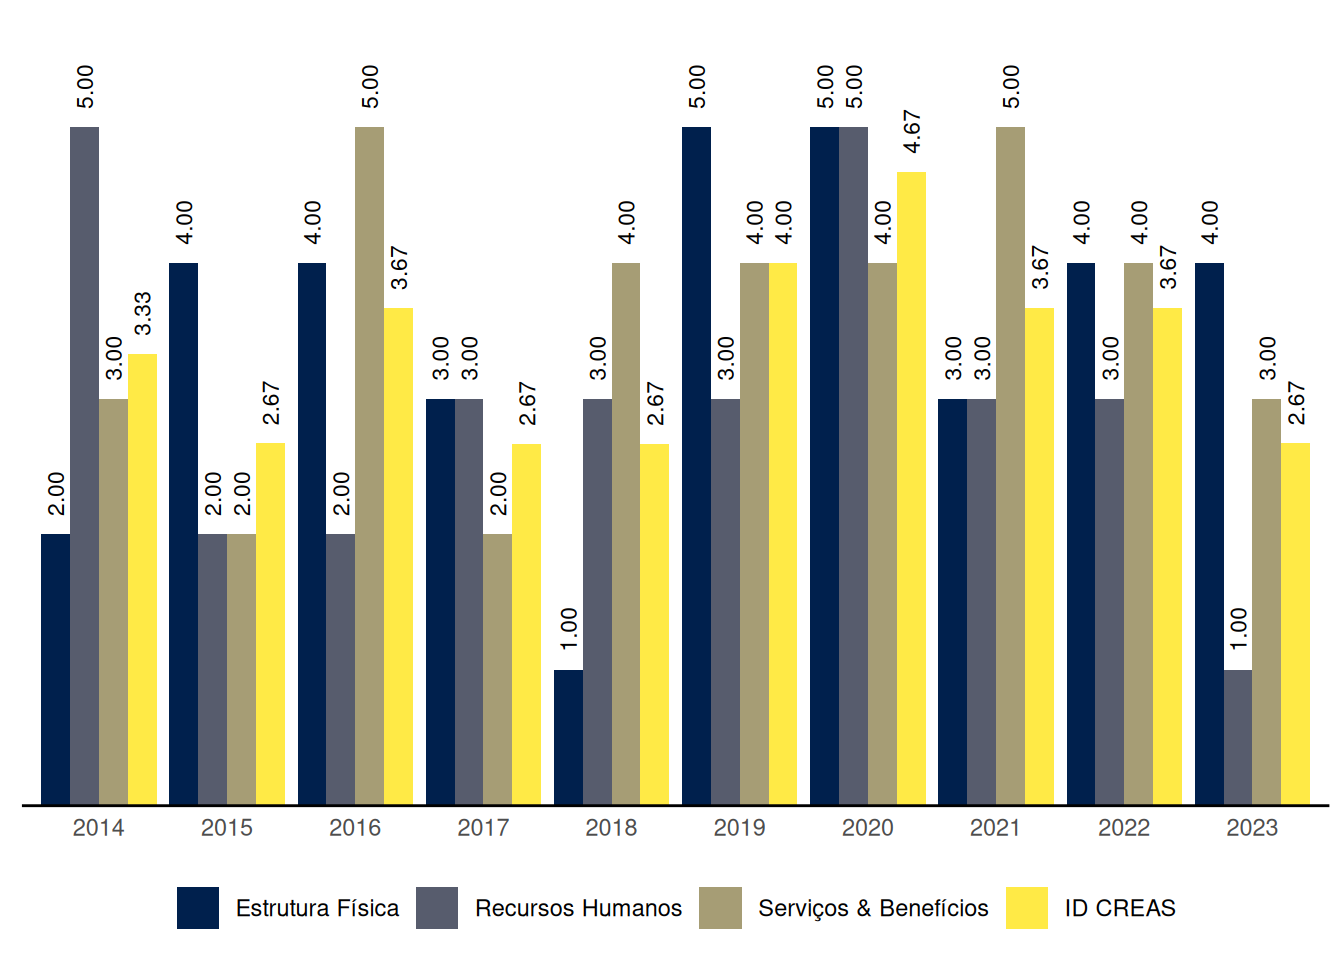 2.00 5.00 3.00 3.33
4.00 2.00 2.00 2.67
4.00 2.00 5.00 3.67
3.00 3.00 2.00 2.67
1.00 3.00 4.00 2.67
5.00 3.00 4.00 4.00
5.00 5.00 4.00 4.67
3.00 3.00 5.00 3.67
4.00 3.00 4.00 3.67
4.00 1.00 3.00 2.67
2014 2015 2016 2017 2018 2019 2020 2021 2022 2023
Estrutura Física Recursos Humanos Serviços & Benefícios ID CREAS